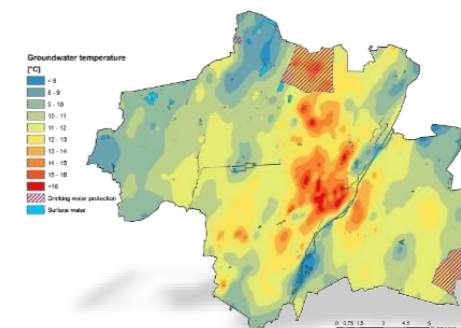 Groundwater temperature
[°C]
< 8
8 - 9
9 - 10
10 - 11
11 - 12
12 - 13
13 - 14
14 - 15
15 - 16
>16
Drinking water protection
Surface water
0 0.75 1.5 3 4.5 6